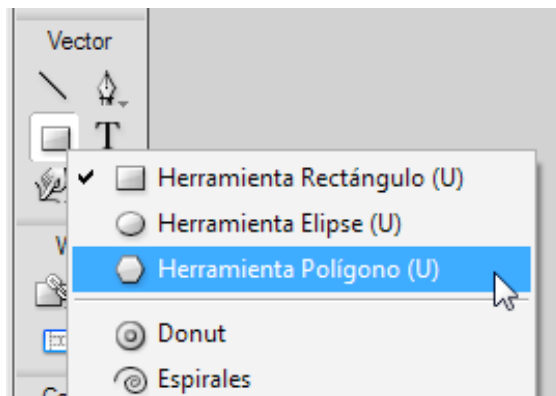 Vector
T
Herramienta Rectángulo (U)
Herramienta Elipse (U)
Herramienta Polígono (U)
Donut
Espirales